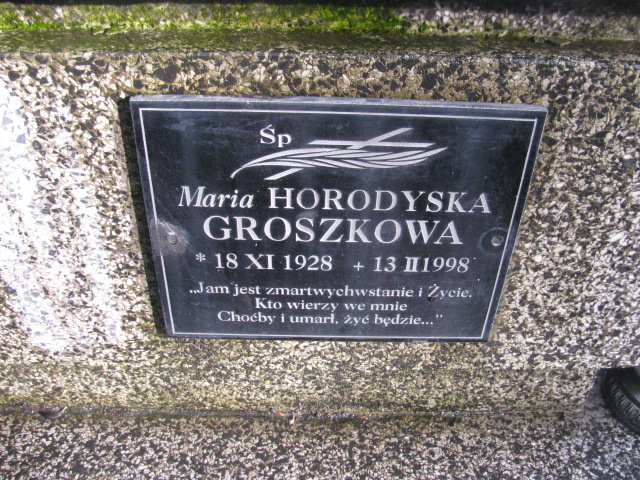 Śp
Maria HORODYSKA
GROSZKOWA
* 18 XI 1928 + 13 II 1998
„Jam jest zmartwychwstanie i Życie.
Kto wierzy we mnie
Choćby i umarł, żyć będzie..."